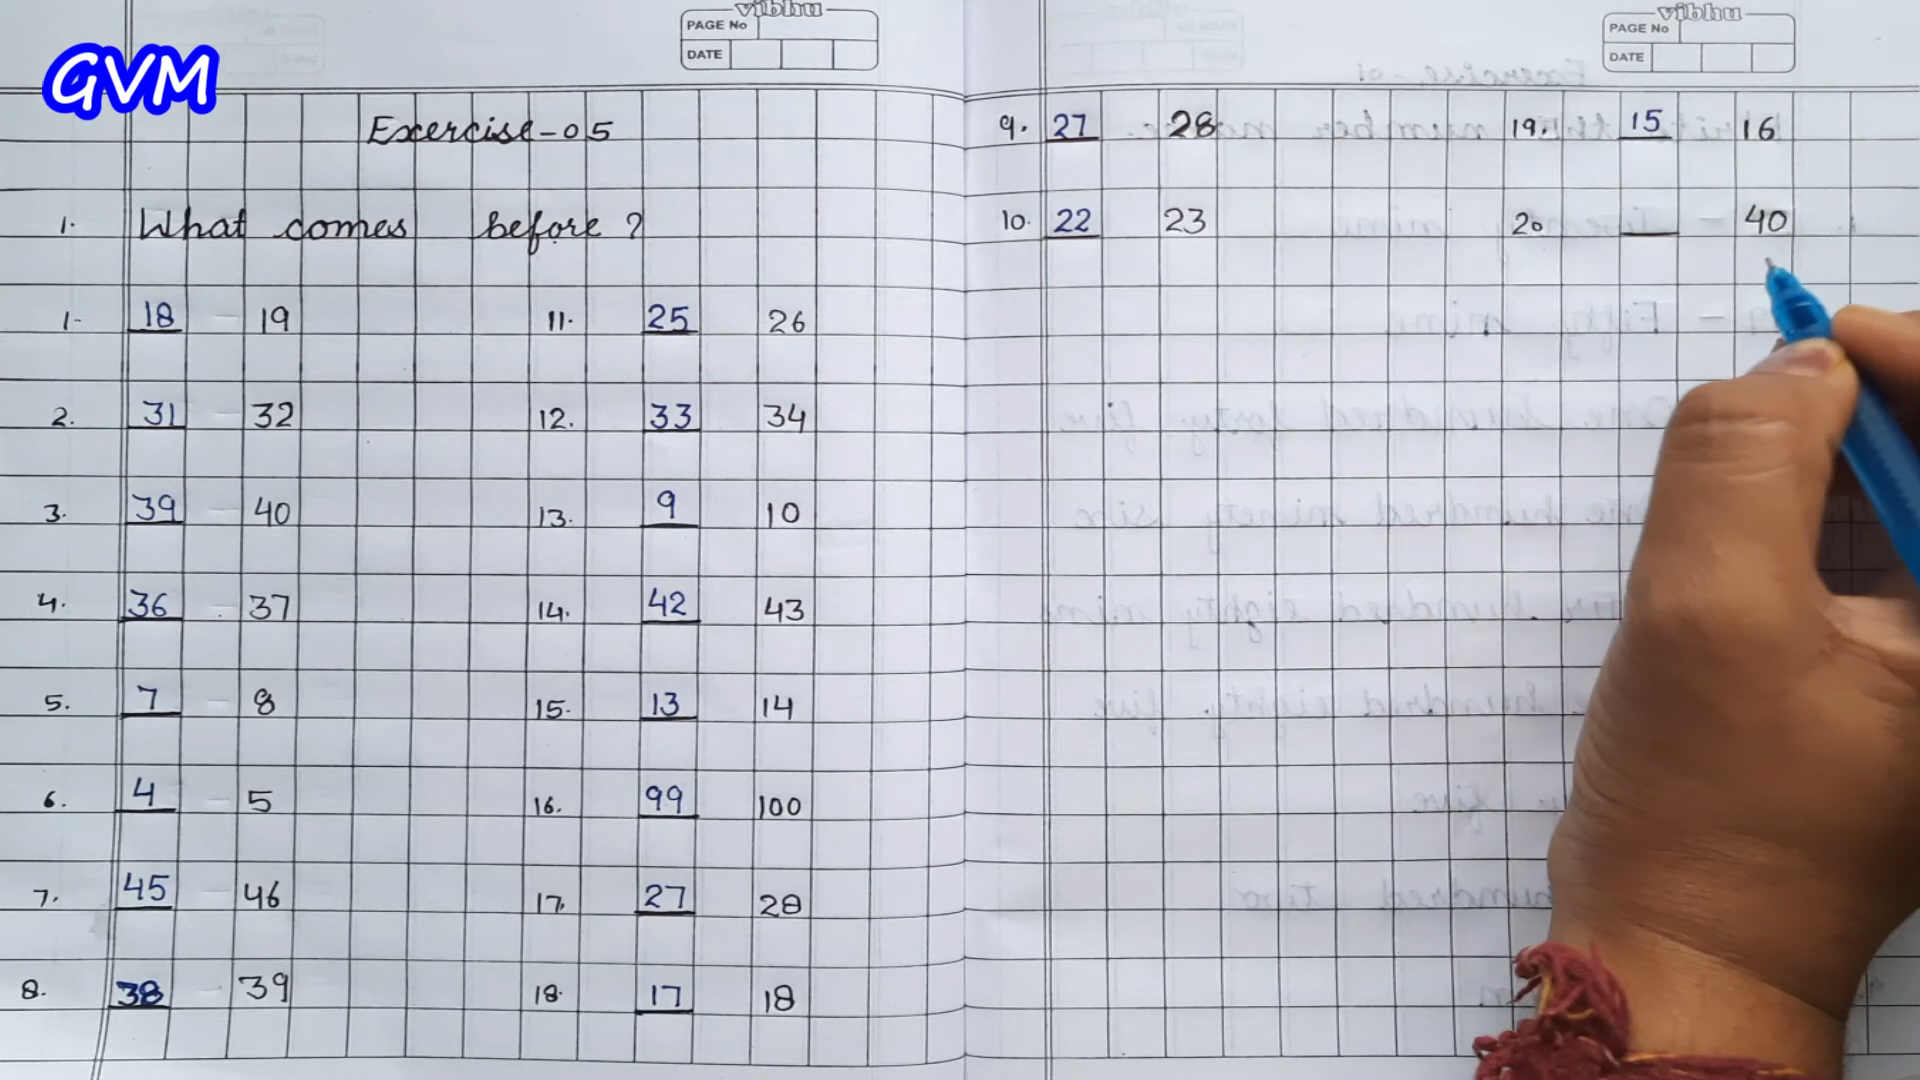 GVM
vibhu
PAGE No
DATE
Exercise-05
1. What comes before?
1. 18 - 19 11. 25 26
2. 31 - 32 12. 33 34
3. 39 - 40 13. 9 10
4. 36 - 37 14. 42 43
5. 7 - 8 15. 13 14
6. 4 - 5 16. 99 100
7. 45 - 46 17. 27 28
8. 38 - 39 18. 17 18
vibhu
PAGE No
DATE
9. 27 28 19. 15 16
10. 22 23 20 __ 40